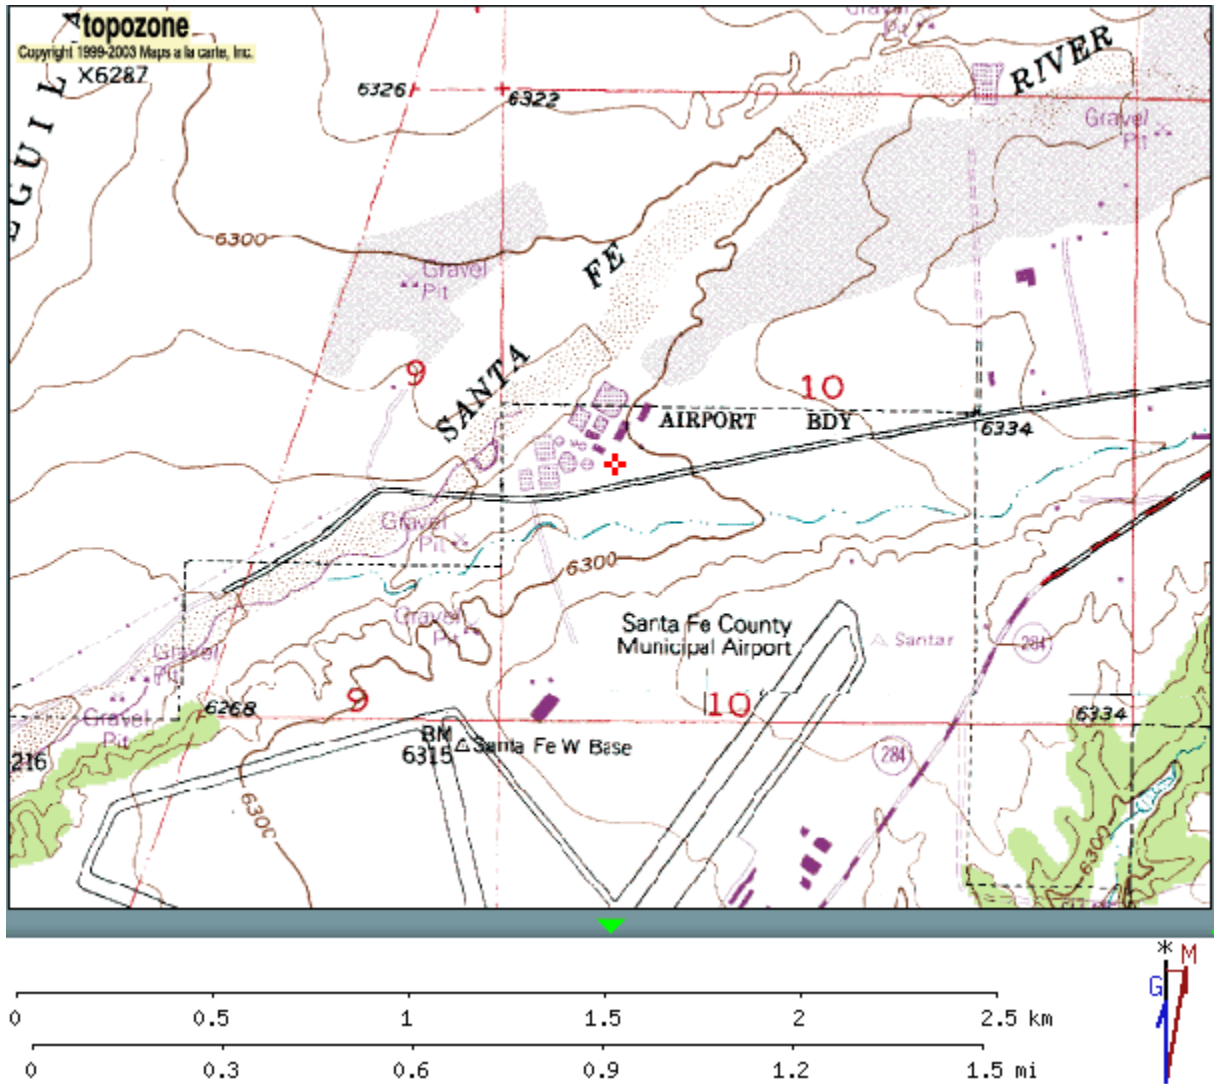 topozone
Copyright 1999-2003 Maps a la carte, Inc.
X6287
6326
6322
Gravel
Pit
RIVER
Gravel
Pit
6300
Gravel
Pit
FE
SANTA
9
10
AIRPORT BDY
6334
Gravel
Pit
6300
Gravel
Pit
Santa Fe County
Municipal Airport
Santar
284
Gravel
Pit
9
10
6268
6334
Gravel
Pit
BM
6315
Santa Fe W Base
284
216
6300
6300
* M
G
0 0.5 1 1.5 2 2.5 km
0 0.3 0.6 0.9 1.2 1.5 mi